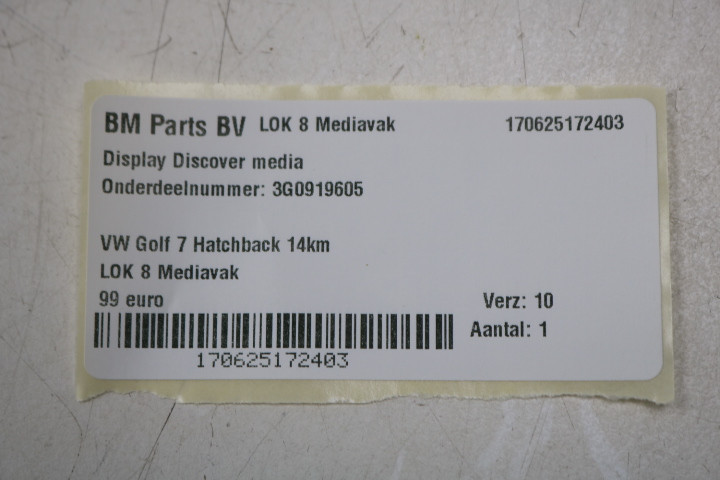 BM Parts BV LOK 8 Mediavak 170625172403
Display Discover media
Onderdeelnummer: 3G0919605
VW Golf 7 Hatchback 14km
LOK 8 Mediavak
99 euro Verz: 10
Aantal: 1
170625172403